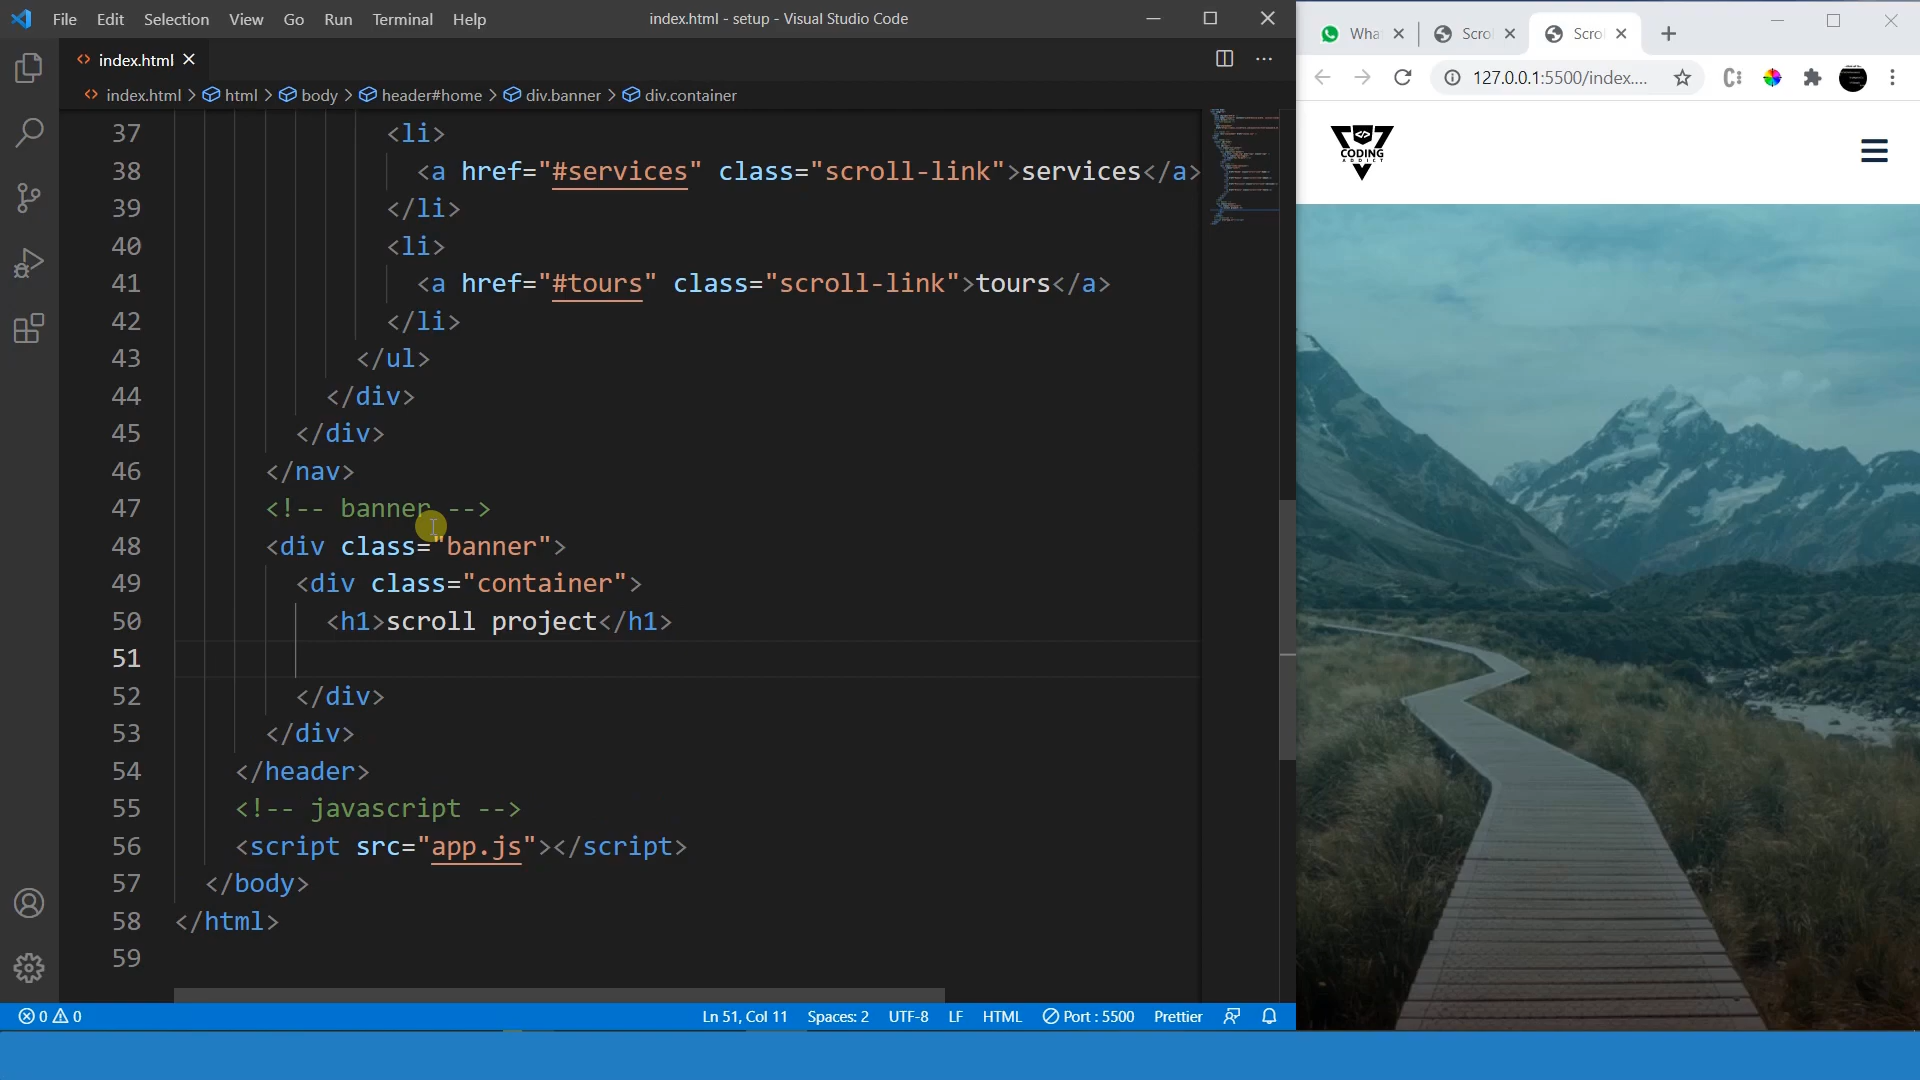 File Edit Selection View Go Run Terminal Help
index.html - setup - Visual Studio Code
index.html
index.html > html > body > header#home > div.banner > div.container
37 <li>
38 <a href="#services" class="scroll-link">services</a>
39 </li>
40 <li>
41 <a href="#tours" class="scroll-link">tours</a>
42 </li>
43 </ul>
44 </div>
45 </div>
46 </nav>
47 <!-- banner -->
48 <div class="banner">
49 <div class="container">
50 <h1>scroll project</h1>
51
52 </div>
53 </div>
54 </header>
55 <!-- javascript -->
56 <script src="app.js"></script>
57 </body>
58 </html>
59
0 0
Ln 51, Col 11 Spaces: 2 UTF-8 LF HTML Port : 5500 Prettier
Wha Scro Scro
127.0.0.1:5500/index....
CODING
ADDICT